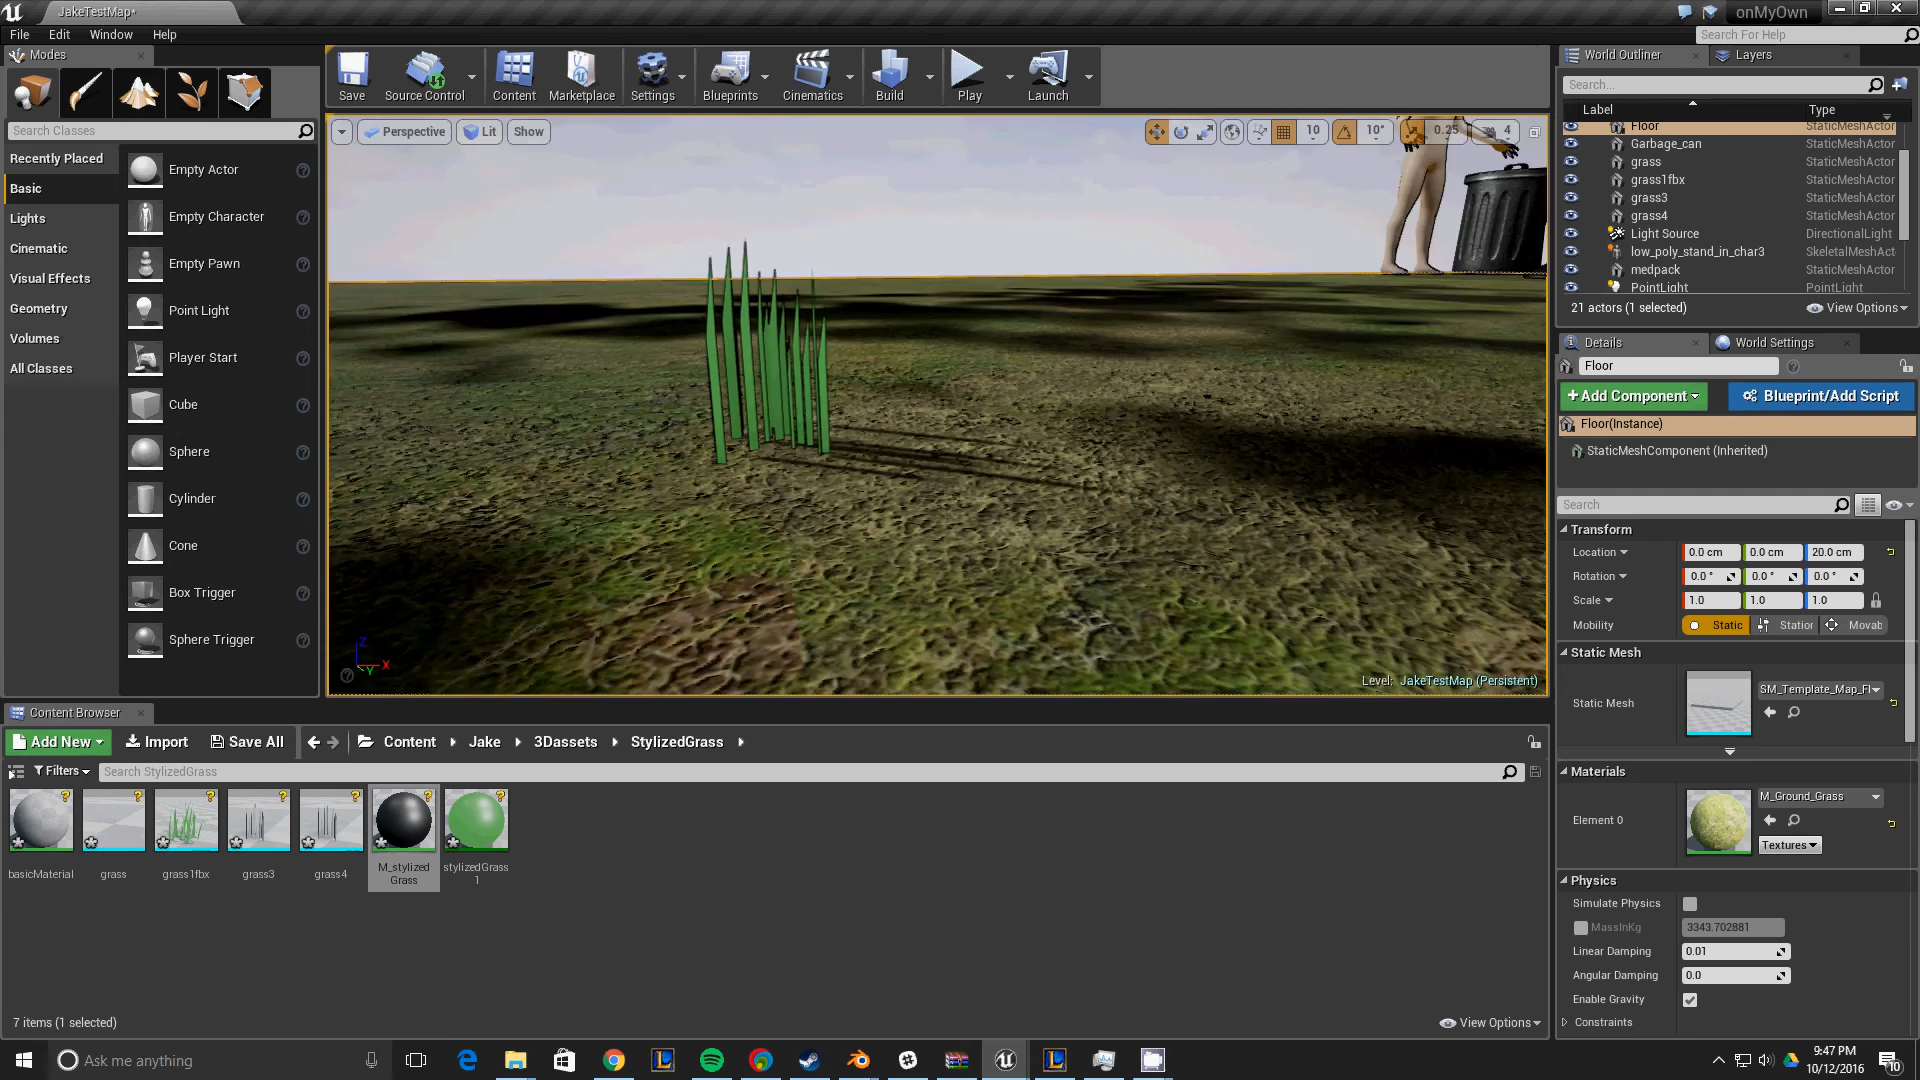 JakeTestMap*
onMyOwn
File Edit Window Help
Search For Help
Modes
Search Classes
Recently Placed
Basic
Lights
Cinematic
Visual Effects
Geometry
Volumes
All Classes
Empty Actor
Empty Character
Empty Pawn
Point Light
Player Start
Cube
Sphere
Cylinder
Cone
Box Trigger
Sphere Trigger
Save
Source Control
Content
Marketplace
Settings
Blueprints
Cinematics
Build
Play
Launch
Perspective Lit Show
10 10° 0.25 4
Z X Y
Level: JakeTestMap (Persistent)
World Outliner Layers
Search...
Label Type
Floor StaticMeshActor
Garbage_can StaticMeshActor
grass StaticMeshActor
grass1fbx StaticMeshActor
grass3 StaticMeshActor
grass4 StaticMeshActor
Light Source DirectionalLight
low_poly_stand_in_char3 SkeletalMeshAct
medpack StaticMeshActor
PointLight PointLight
21 actors (1 selected) View Options
Details World Settings
Floor
+Add Component Blueprint/Add Script
Floor(Instance)
StaticMeshComponent (Inherited)
Search
Transform
Location 0.0 cm 0.0 cm 20.0 cm
Rotation 0.0 ° 0.0 ° 0.0 °
Scale 1.0 1.0 1.0
Mobility Static Station Movab
Static Mesh
Static Mesh SM_Template_Map_Fl
Materials
Element 0 M_Ground_Grass
Textures
Physics
Simulate Physics
MassInKg 3343.702881
Linear Damping 0.01
Angular Damping 0.0
Enable Gravity
Constraints
Content Browser
Add New Import Save All Content Jake 3Dassets StylizedGrass
Filters Search StylizedGrass
basicMaterial
grass
grass1fbx
grass3
grass4
M_stylized
Grass
stylizedGrass
1
7 items (1 selected) View Options
Ask me anything
9:47 PM
10/12/2016
10